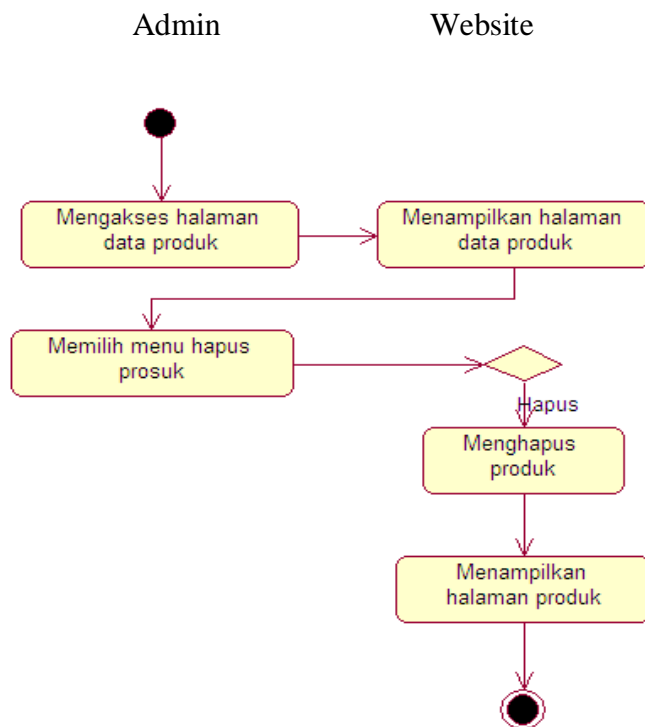 Admin Website
Mengakses halaman
data produk
Menampilkan halaman
data produk
Memilih menu hapus
prosuk
Hapus
Menghapus
produk
Menampilkan
halaman produk